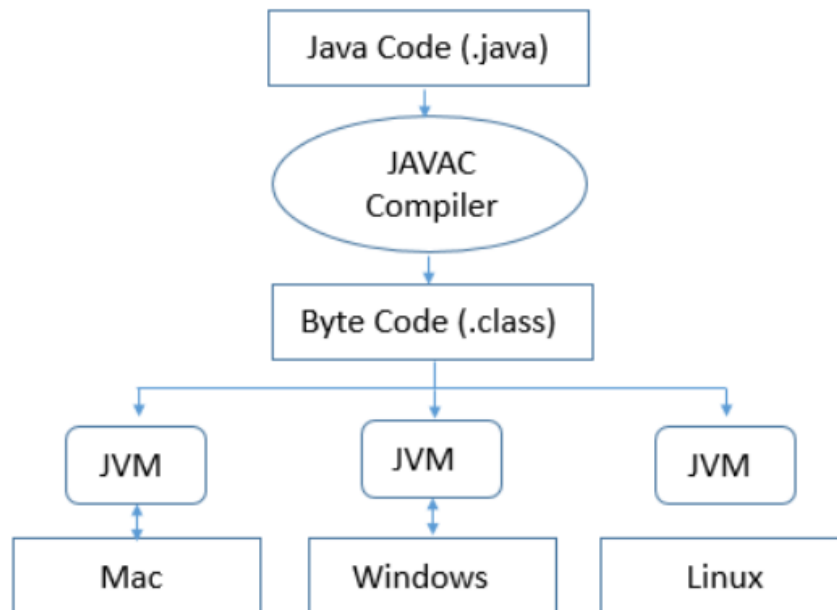 Java Code (.java)
JAVAC
Compiler
Byte Code (.class)
JVM
JVM
JVM
Mac
Windows
Linux